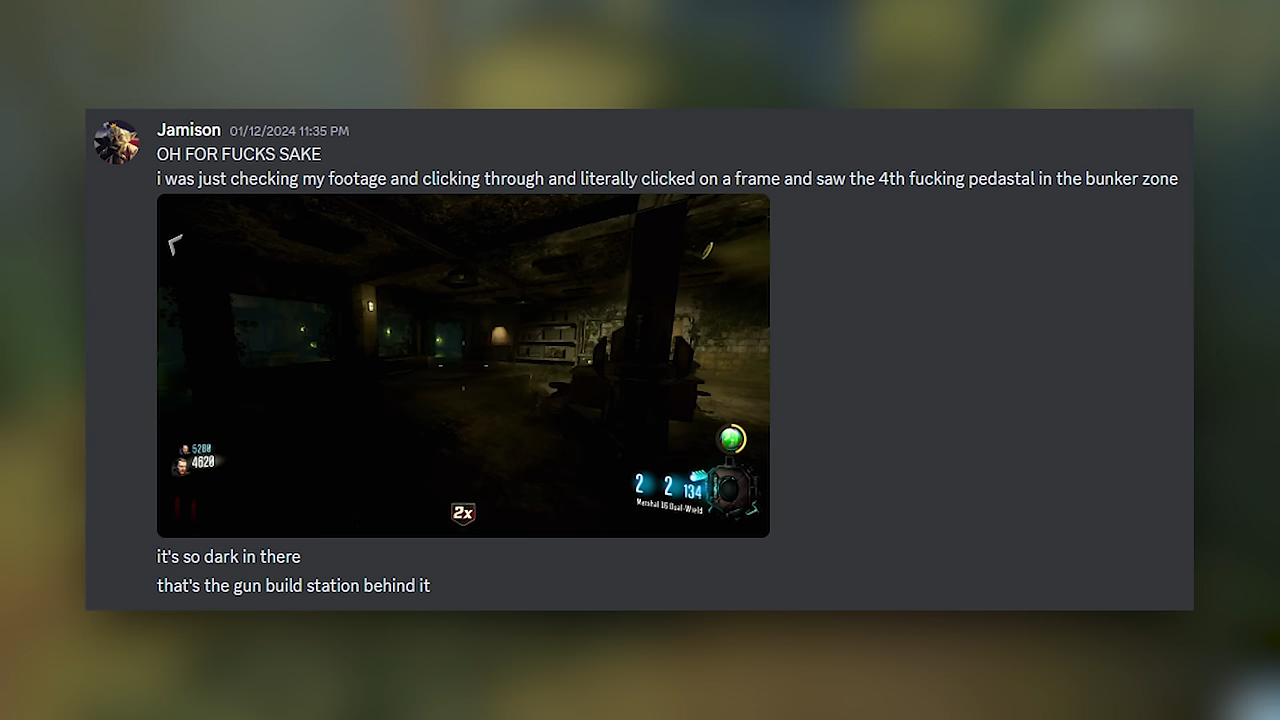 Jamison 01/12/2024 11:35 PM
OH FOR FUCKS SAKE
i was just checking my footage and clicking through and literally clicked on a frame and saw the 4th fucking pedastal in the bunker zone
5280
4620
2 2 134
Marshal 16 Dual-Wield
2x
it's so dark in there
that's the gun build station behind it